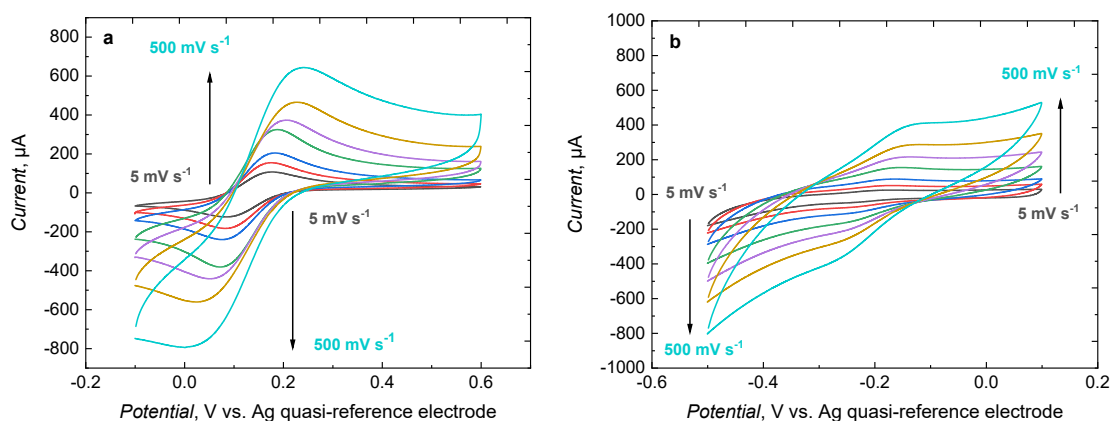 a
500 mV s⁻¹
5 mV s⁻¹
5 mV s⁻¹
500 mV s⁻¹
800
600
400
200
0
-200
-400
-600
-800
-0.2
0.0
0.2
0.4
0.6
Current, µA
Potential, V vs. Ag quasi-reference electrode
b
500 mV s⁻¹
5 mV s⁻¹
5 mV s⁻¹
500 mV s⁻¹
1000
800
600
400
200
0
-200
-400
-600
-800
-1000
-0.6
-0.4
-0.2
0.0
0.2
Current, µA
Potential, V vs. Ag quasi-reference electrode